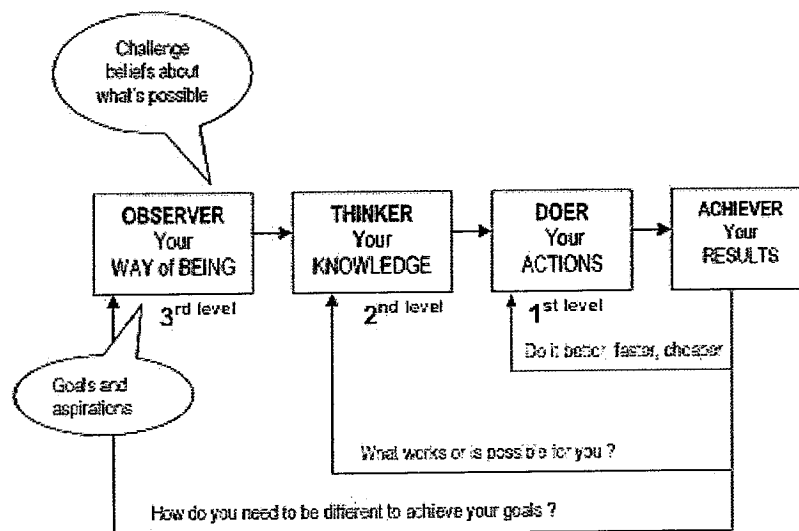 Challenge
beliefs about
what's possible
OBSERVER
Your
WAY of BEING
THINKER
Your
KNOWLEDGE
DOER
Your
ACTIONS
ACHIEVER
Your
RESULTS
3rd level
2nd level
1st level
Do it better, faster, cheaper
Goals and
aspirations
What works or is possible for you ?
How do you need to be different to achieve your goals ?